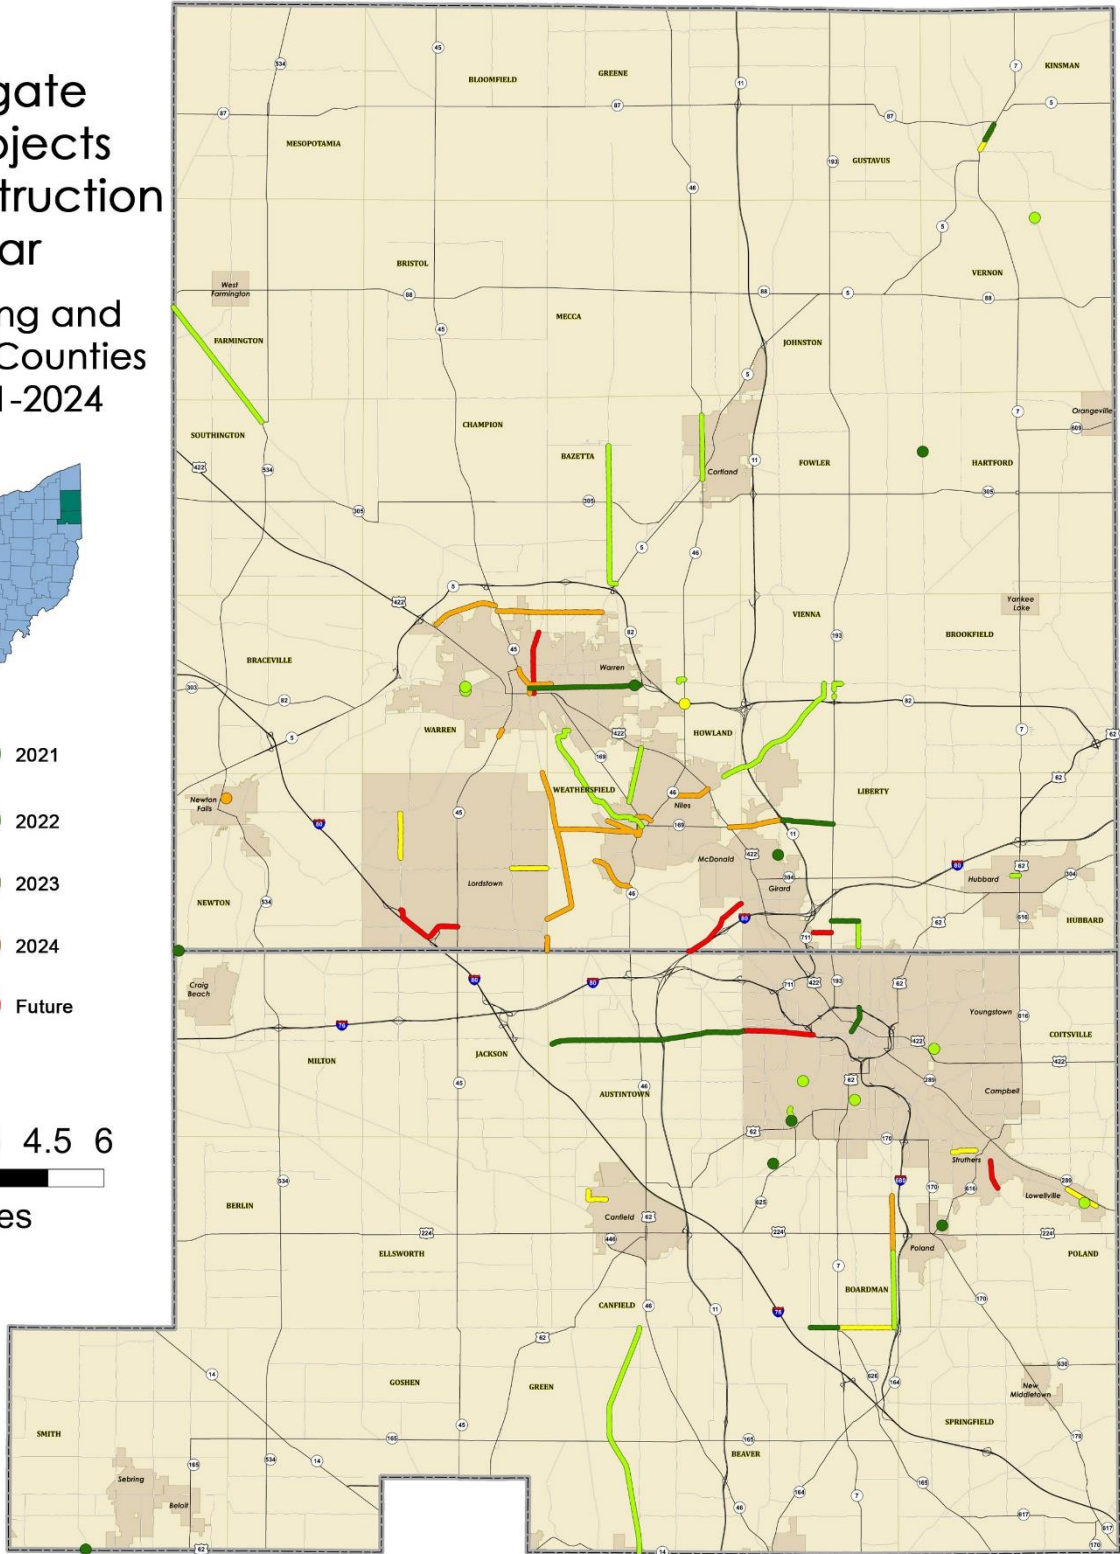 gate
ojects
truction
ar
ng and
Counties
1-2024
2021
2022
2023
2024
Future
4.5 6
es
KINSMAN
GREENE
BLOOMFIELD
MESOPOTAMIA
GUSTAVUS
BRISTOL
VERNON
West
Farmington
MECCA
FARMINGTON
JOHNSTON
Orangeville
CHAMPION
SOUTHINGTON
BAZETTA
Cortland
FOWLER
HARTFORD
Yankee
Lake
VIENNA
BROOKFIELD
BRACEVILLE
Warren
WARREN
HOWLAND
LIBERTY
WEATHERSFIELD
Newton
Falls
Niles
McDonald
Lordstown
Girard
Hubbard
NEWTON
HUBBARD
Craig
Beach
Youngstown
COITSVILLE
MILTON
JACKSON
AUSTINTOWN
Campbell
Struthers
Lowellville
BERLIN
Canfield
ELLSWORTH
Poland
POLAND
BOARDMAN
CANFIELD
GOSHEN
GREEN
New
Middletown
SMITH
SPRINGFIELD
BEAVER
Sebring
Beloit